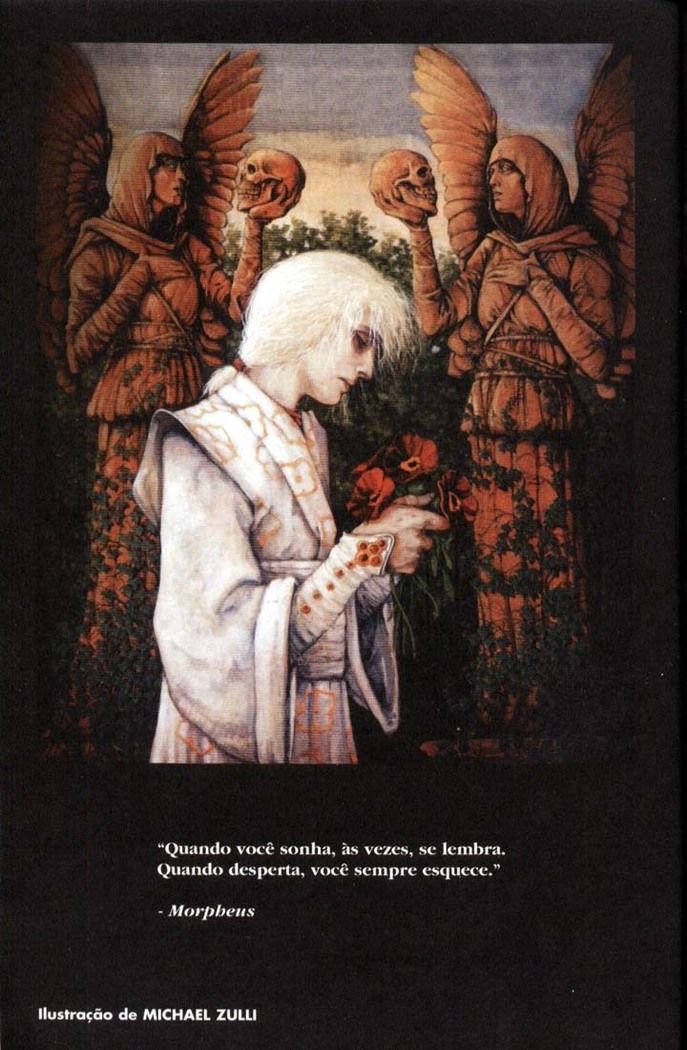 “Quando você sonha, às vezes, se lembra.
Quando desperta, você sempre esquece.”
- Morpheus
Ilustração de MICHAEL ZULLI